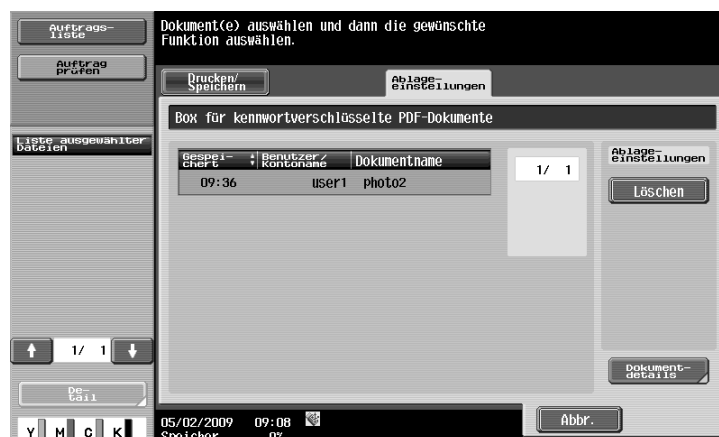 Auftrags-
liste
Auftrag
prüfen
Liste ausgewählter
Dateien
1/ 1
De-
tail
Y M C K
Dokument(e) auswählen und dann die gewünschte
Funktion auswählen.
Drucken/
Speichern
Ablage-
einstellungen
Box für kennwortverschlüsselte PDF-Dokumente
Gespei-
chert
Benutzer/
Kontoname
Dokumentname
09:36 user1 photo2
1/ 1
Ablage-
einstellungen
Löschen
Dokument-
details
05/02/2009 09:08
Speicher 0%
Abbr.